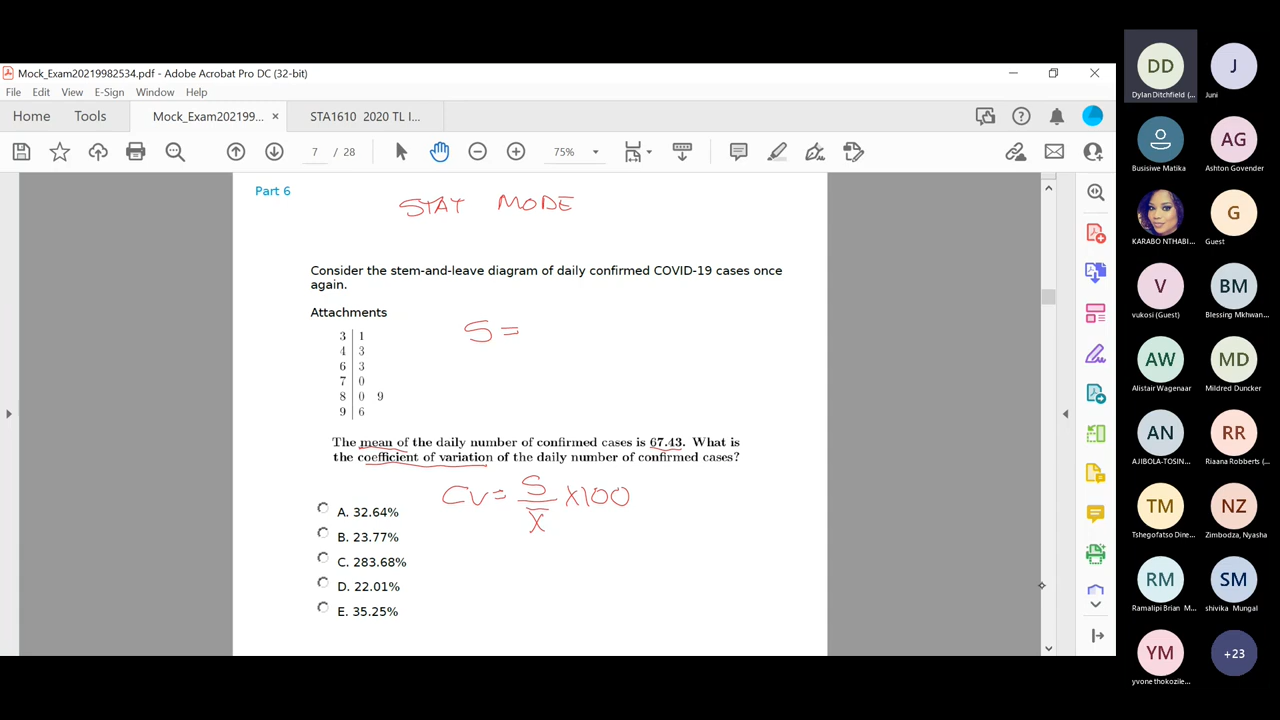 Mock_Exam20219982534.pdf - Adobe Acrobat Pro DC (32-bit)
File Edit View E-Sign Window Help
Home Tools Mock_Exam202199... × STA1610 2020 TL I...
7 / 28 75%
Part 6
STAT MODE
Consider the stem-and-leave diagram of daily confirmed COVID-19 cases once
again.
Attachments
3 | 1
4 | 3
6 | 3
7 | 0
8 | 0 9
9 | 6
S =
The mean of the daily number of confirmed cases is 67.43. What is
the coefficient of variation of the daily number of confirmed cases?
CV = S/x̄ X100
A. 32.64%
B. 23.77%
C. 283.68%
D. 22.01%
E. 35.25%
DD J
Dylan Ditchfield (... Juni
AG
Busisiwe Matika Ashton Govender
G
KARABO NTHABI... Guest
V BM
vukosi (Guest) Blessing Mkhwan...
AW MD
Alistair Wagenaar Mildred Duncker
AN RR
AJIBOLA-TOSIN... Riaana Robberts (...
TM NZ
Tshegofatso Dine... Zimbodza, Nyasha
RM SM
Ramalipi Brian M... shivika Mungal
YM +23
yvone thokozile...